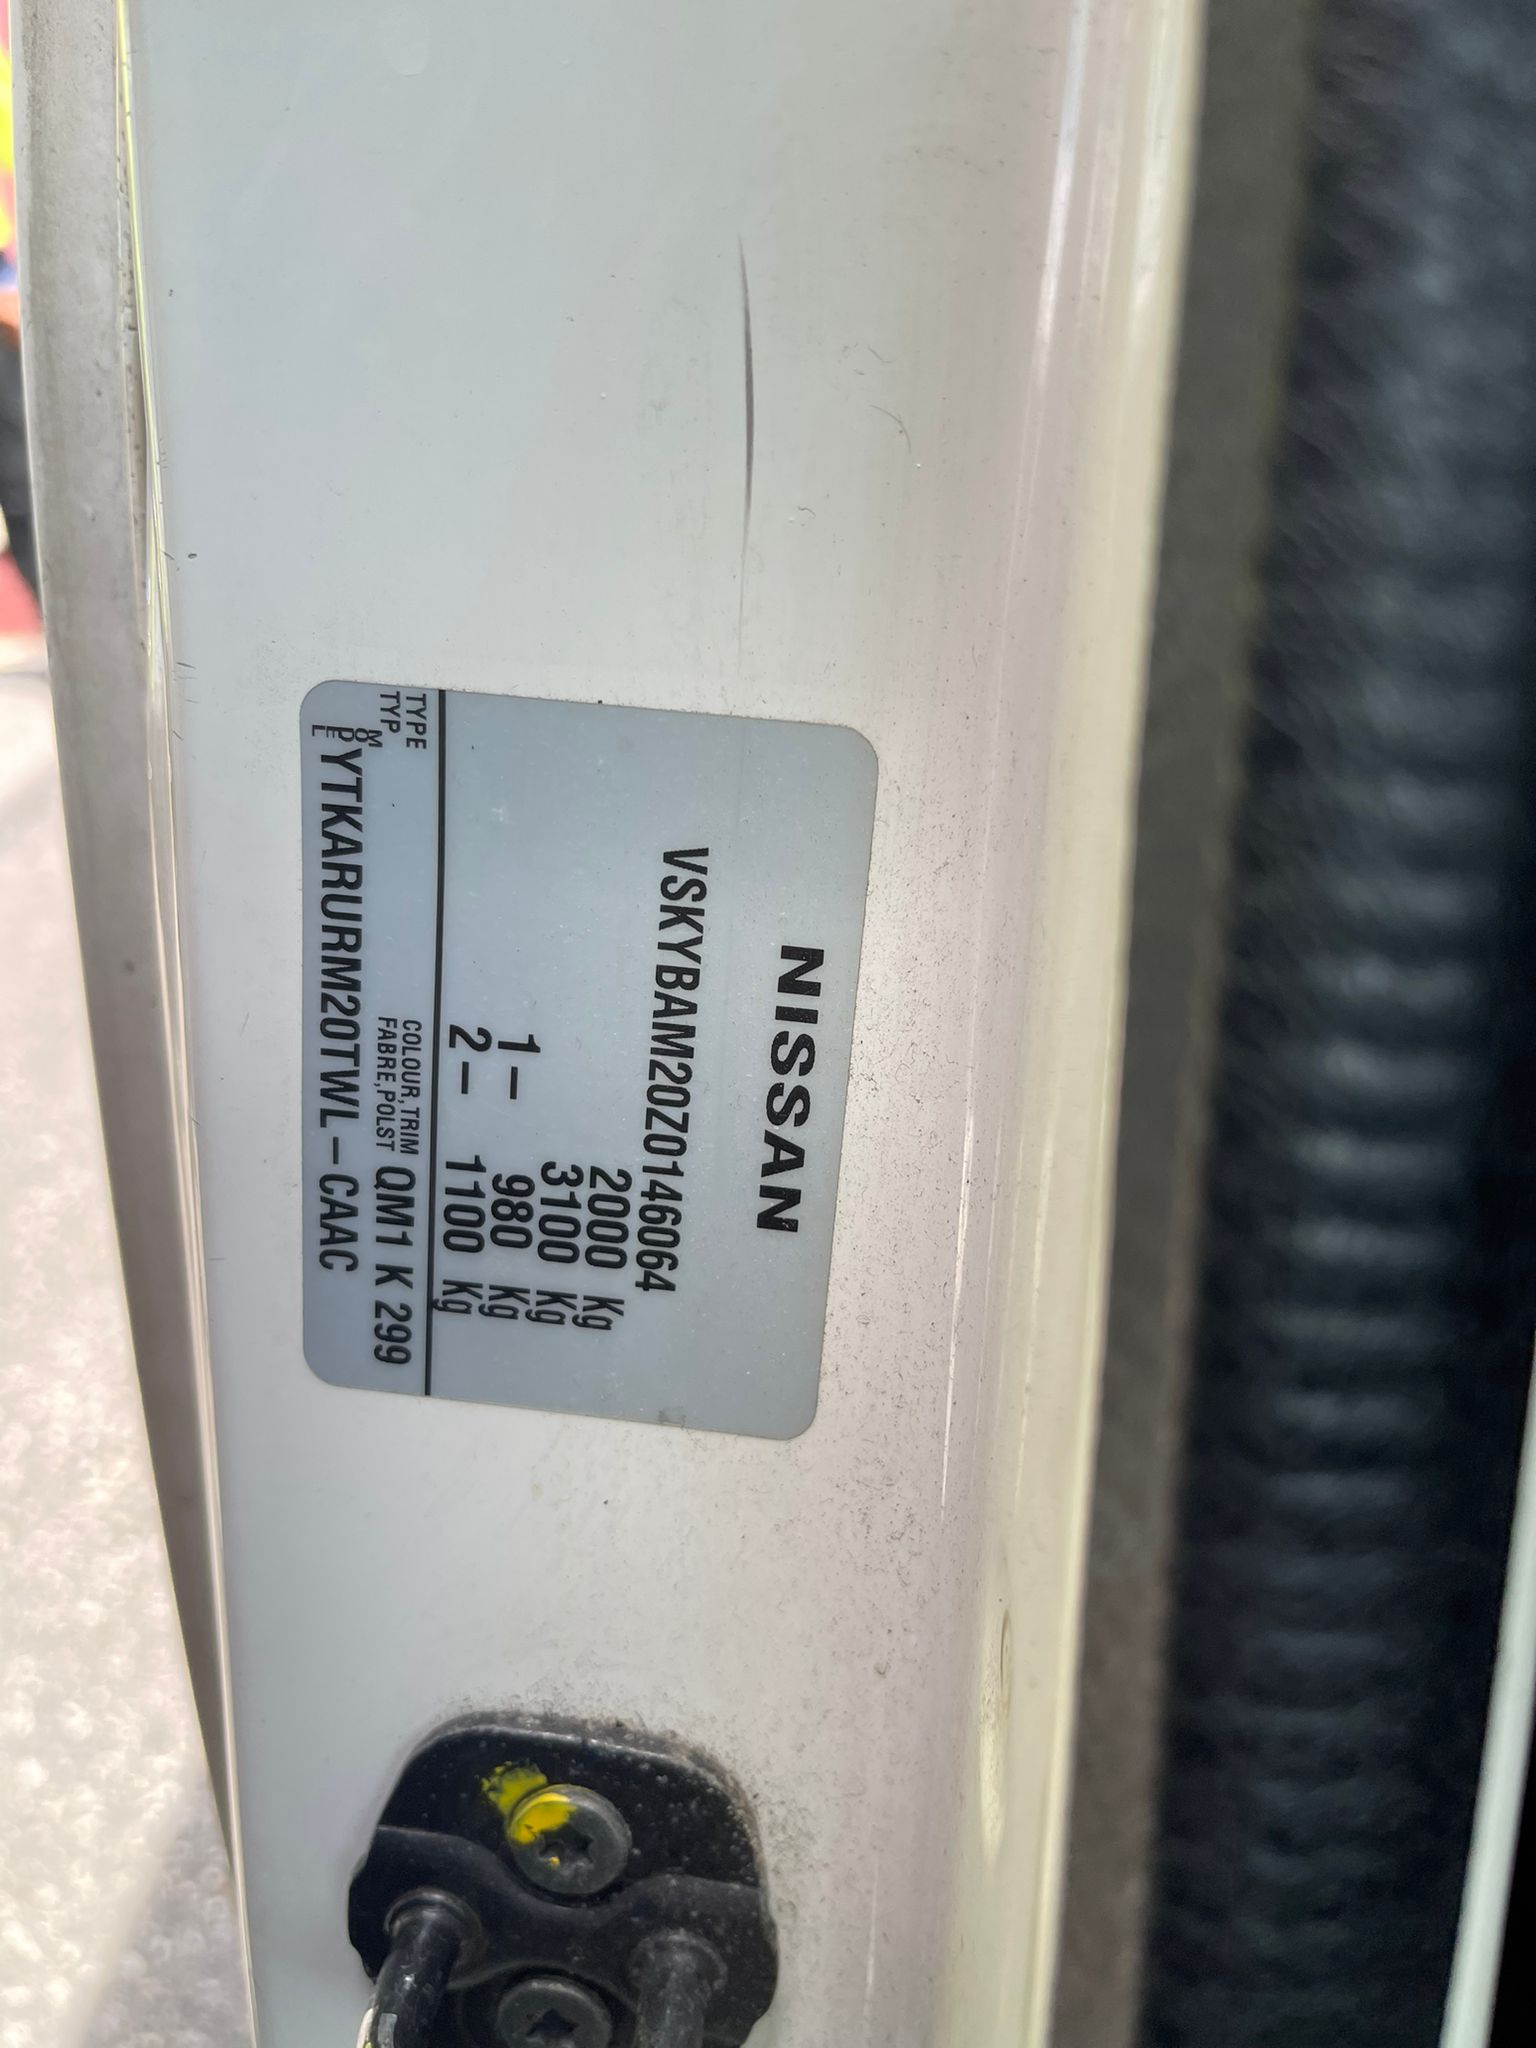 NISSAN
VSKYBAM20Z0146064
2000 Kg
3100 Kg
1- 980 Kg
2- 1100 Kg
TYPE
TYP
COLOUR,TRIM
FABRE,POLST QM1 K 299
MODEL YTKARURM20TWL-CAAC